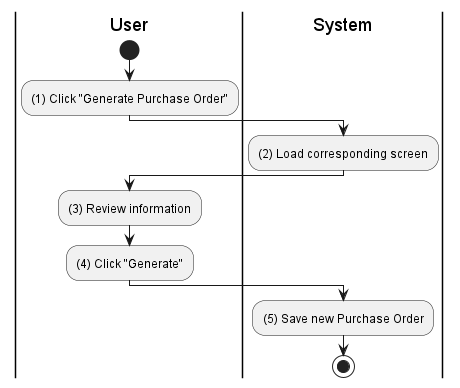 User
System
(1) Click "Generate Purchase Order"
(2) Load corresponding screen
(3) Review information
(4) Click "Generate"
(5) Save new Purchase Order